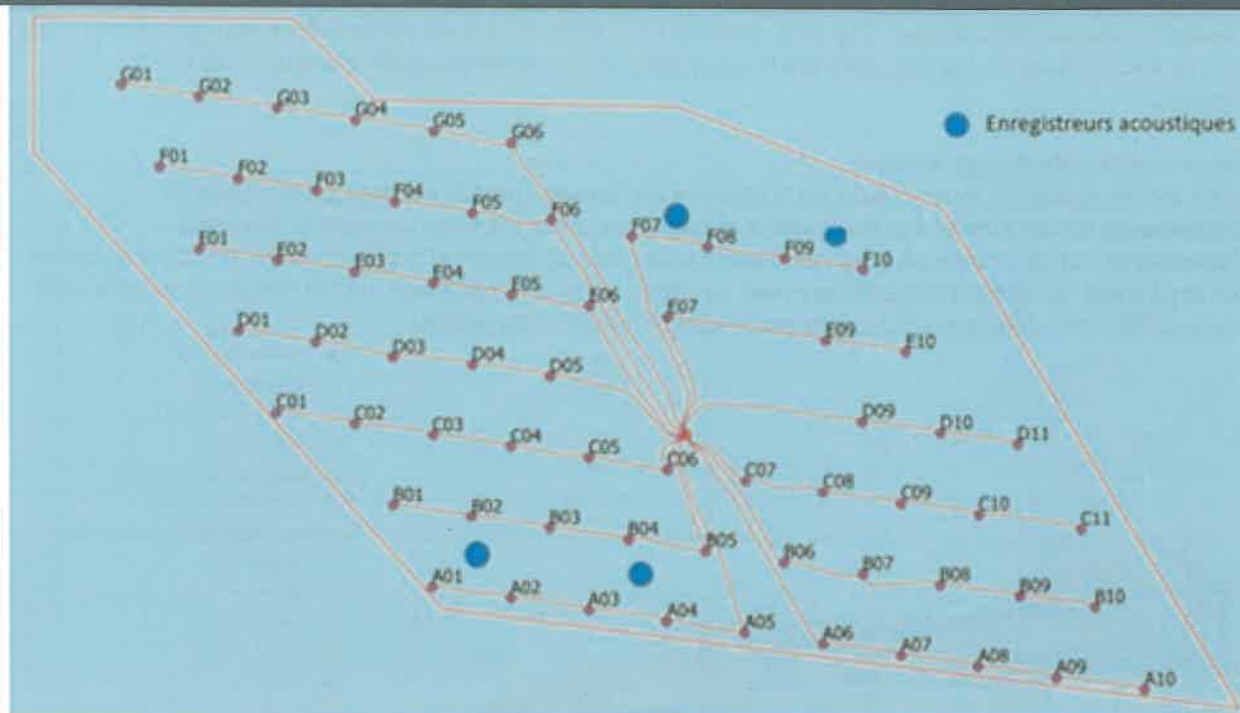 G01 G02 G03 G04 G05 G06
Enregistreurs acoustiques
F01 F02 F03 F04 F05 F06 F07 F08 F09 F10
E01 E02 E03 E04 E05 E06 E07 E09 E10
D01 D02 D03 D04 D05 D09 D10 D11
C01 C02 C03 C04 C05 C06 C07 C08 C09 C10 C11
B01 B02 B03 B04 B05 B06 B07 B08 B09 B10
A01 A02 A03 A04 A05 A06 A07 A08 A09 A10